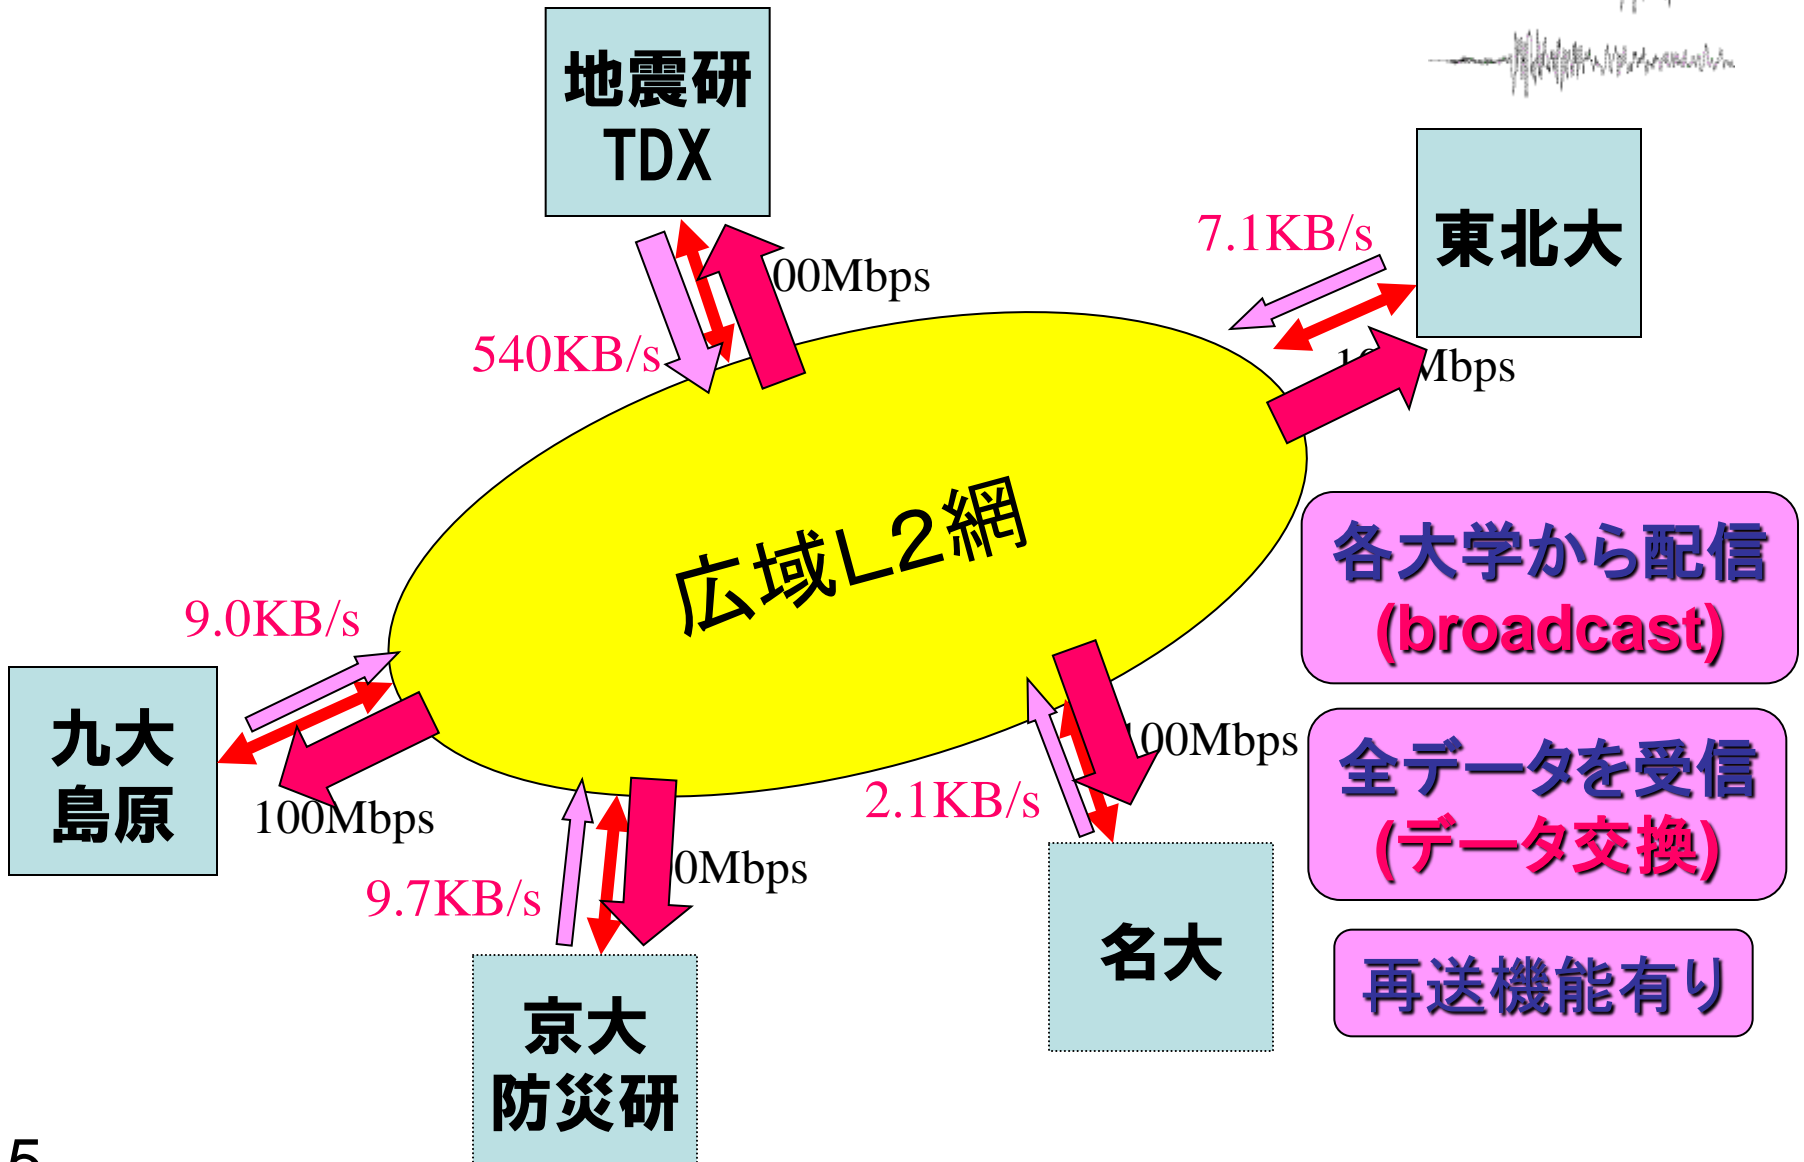 地震研
TDX
00Mbps
540KB/s
7.1KB/s
東北大
Mbps
広域L2網
各大学から配信
(broadcast)
9.0KB/s
九大
島原
100Mbps
全データを受信
(データ交換)
00Mbps
2.1KB/s
0Mbps
9.7KB/s
名大
再送機能有り
京大
防災研
5